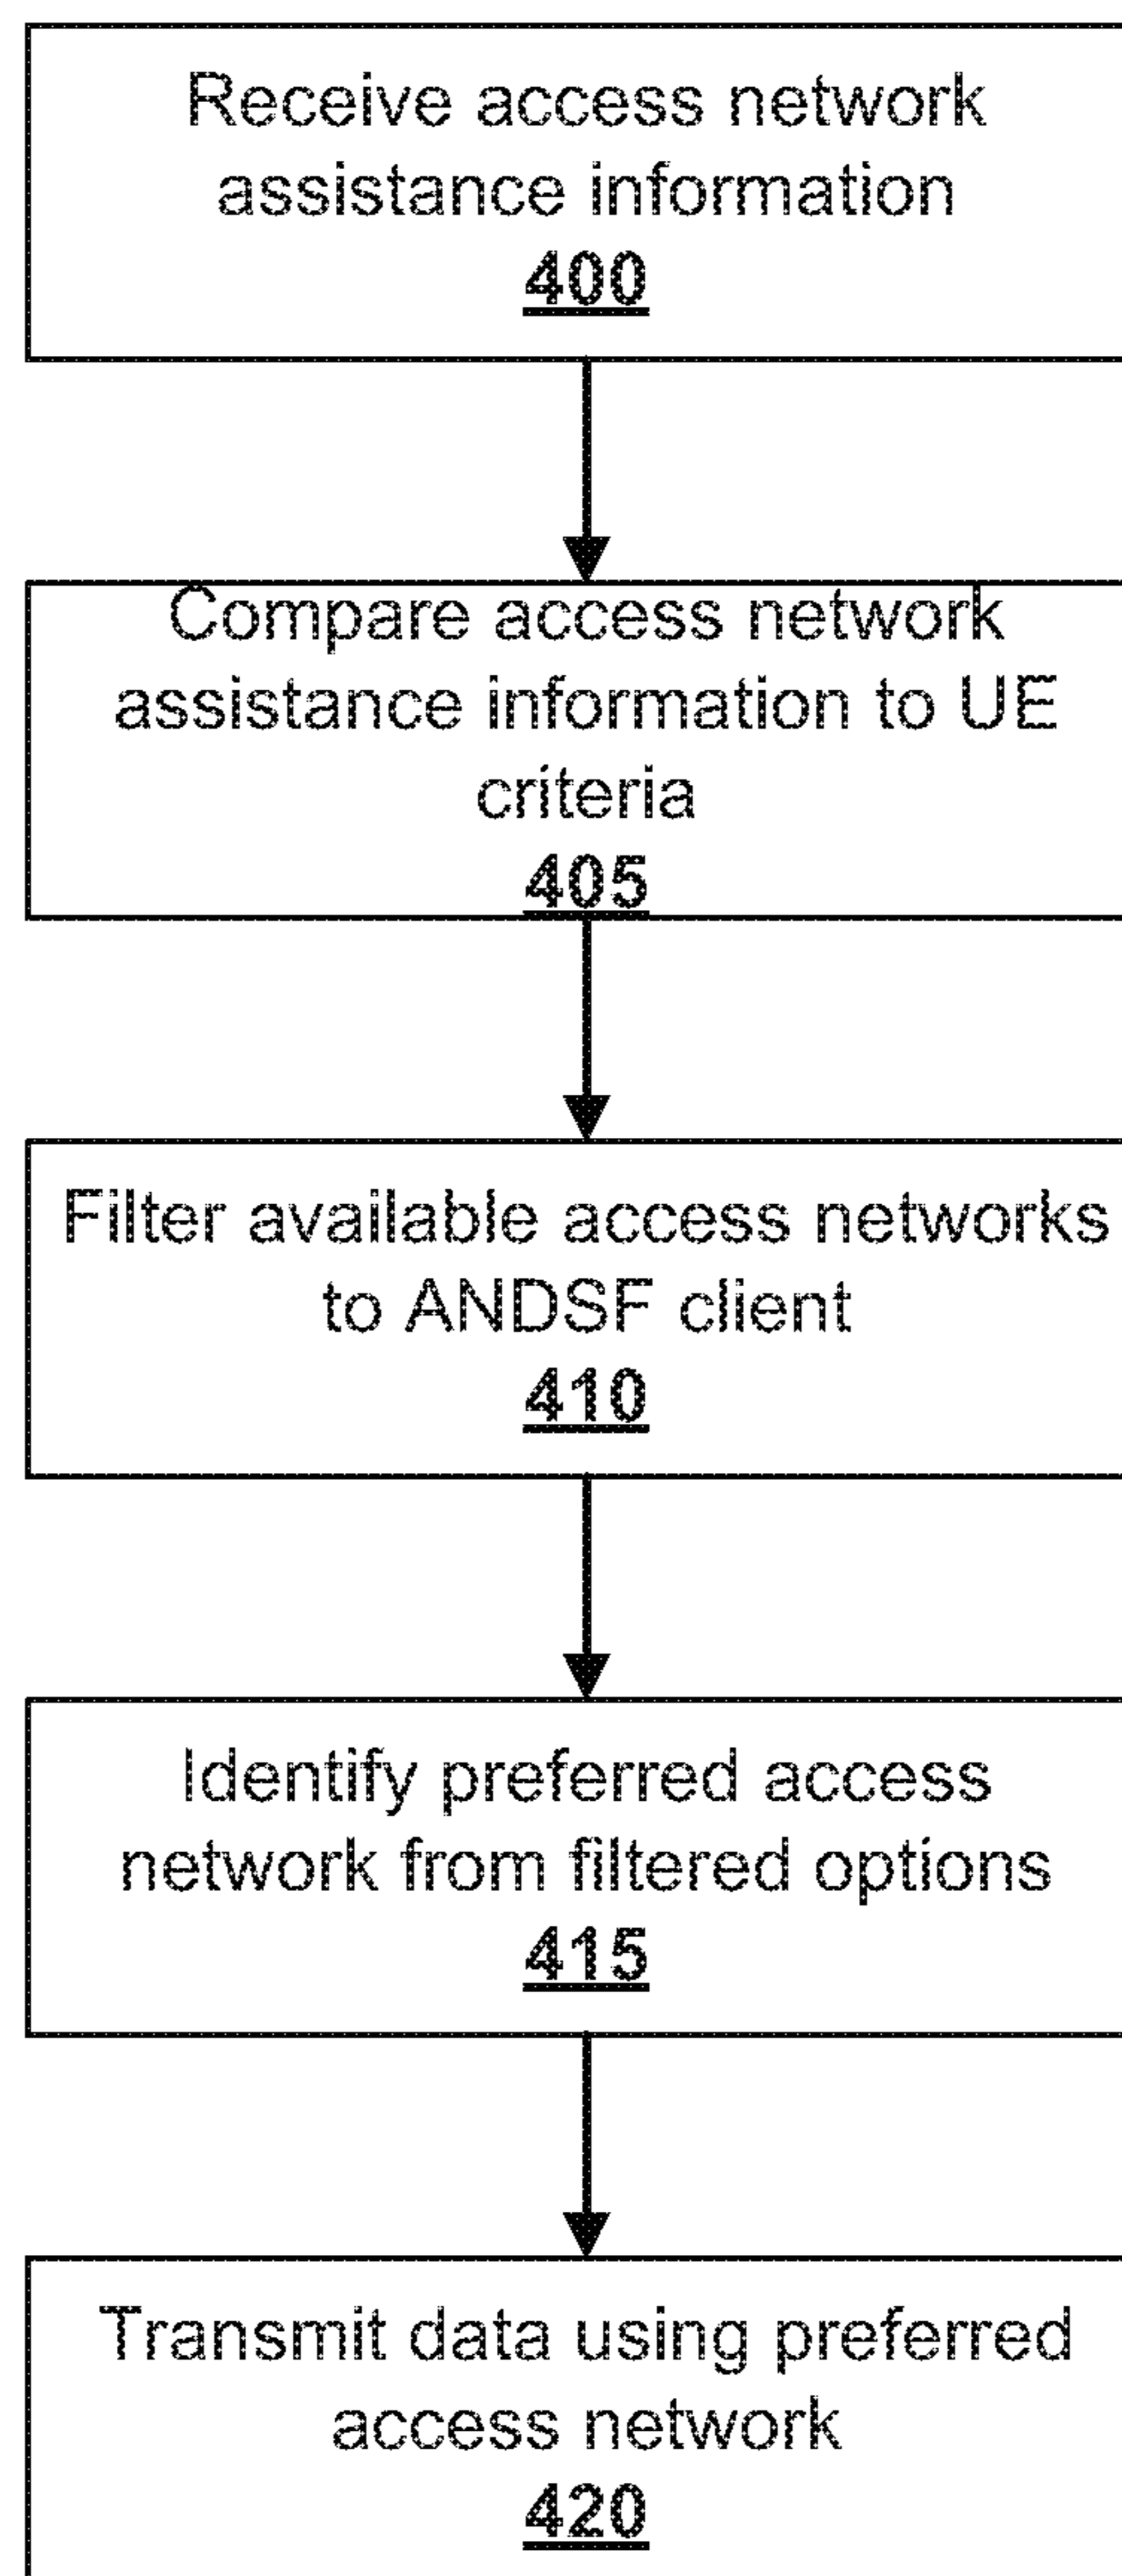 Receive access network
assistance information
400
Compare access network
assistance information to UE
criteria
405
Filter available access networks
to ANDSF client
410
Identify preferred access
network from filtered options
415
Transmit data using preferred
access network
420